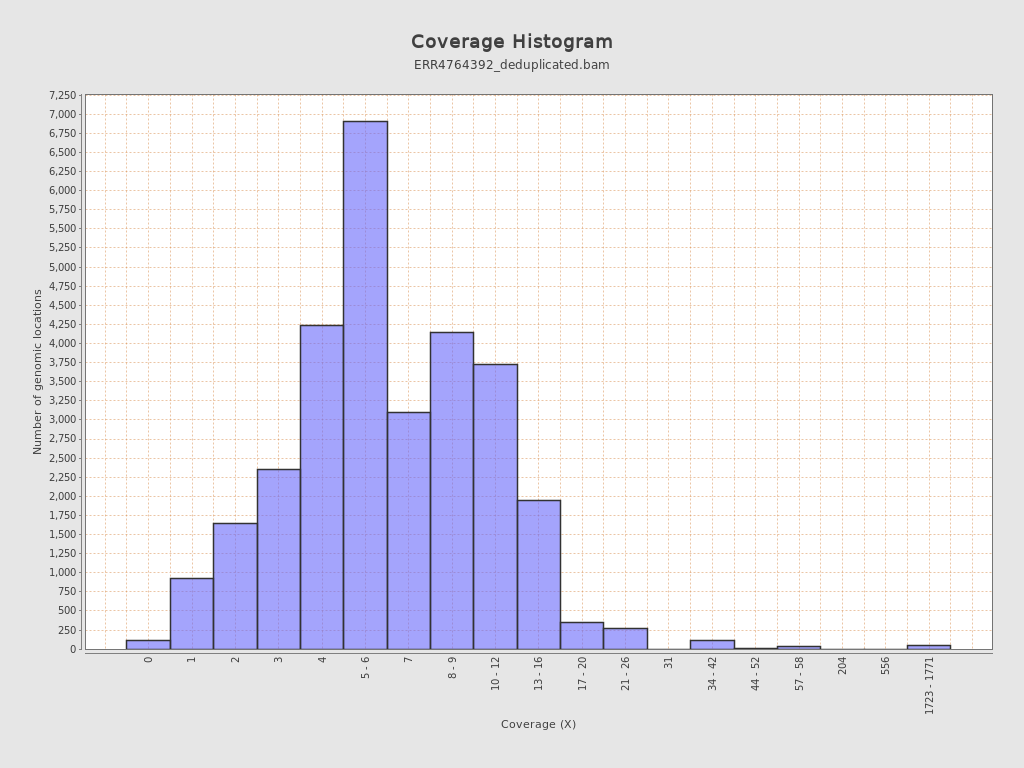 Coverage Histogram
ERR4764392_deduplicated.bam
Number of genomic locations
7,250
7,000
6,750
6,500
6,250
6,000
5,750
5,500
5,250
5,000
4,750
4,500
4,250
4,000
3,750
3,500
3,250
3,000
2,750
2,500
2,250
2,000
1,750
1,500
1,250
1,000
750
500
250
0
0
1
2
3
4
5 - 6
7
8 - 9
10 - 12
13 - 16
17 - 20
21 - 26
31
34 - 42
44 - 52
57 - 58
204
556
1723 - 1771
Coverage (X)